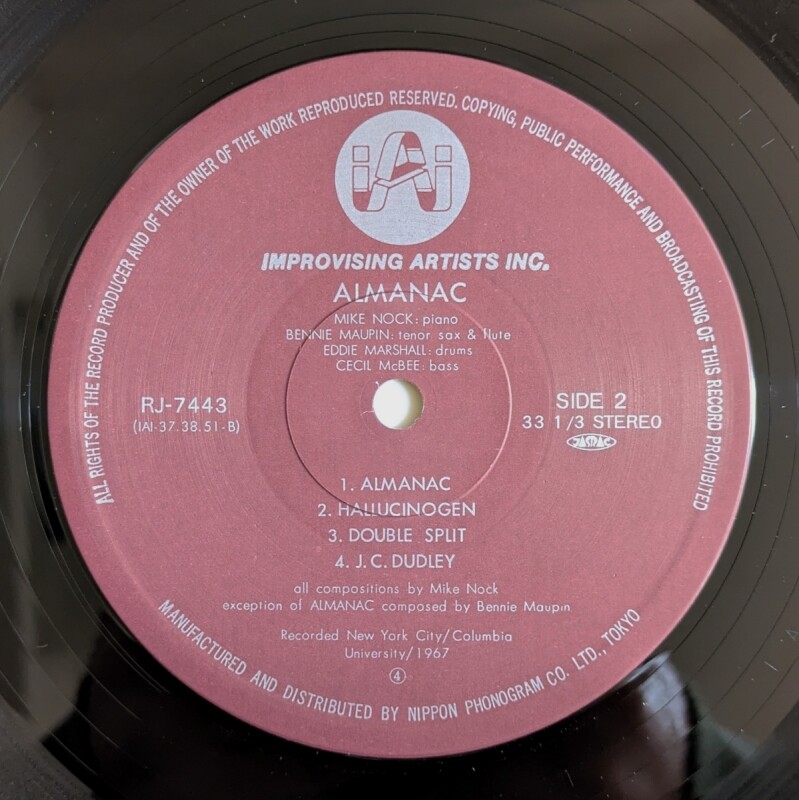 ALL RIGHTS OF THE RECORD PRODUCER AND OF THE OWNER OF THE WORK REPRODUCED RESERVED. COPYING, PUBLIC PERFORMANCE AND BROADCASTING OF THIS RECORD PROHIBITED
iAi
IMPROVISING ARTISTS INC.
ALMANAC
MIKE NOCK: piano
BENNIE MAUPIN: tenor sax & flute
EDDIE MARSHALL: drums
CECIL McBEE: bass
RJ-7443
(IAI-37.38.51-B)
SIDE 2
33 1/3 STEREO
JASRAC
1. ALMANAC
2. HALLUCINOGEN
3. DOUBLE SPLIT
4. J.C. DUDLEY
all compositions by Mike Nock
exception of ALMANAC composed by Bennie Maupin
Recorded New York City/Columbia
University/1967
④
MANUFACTURED AND DISTRIBUTED BY NIPPON PHONOGRAM CO. LTD., TOKYO